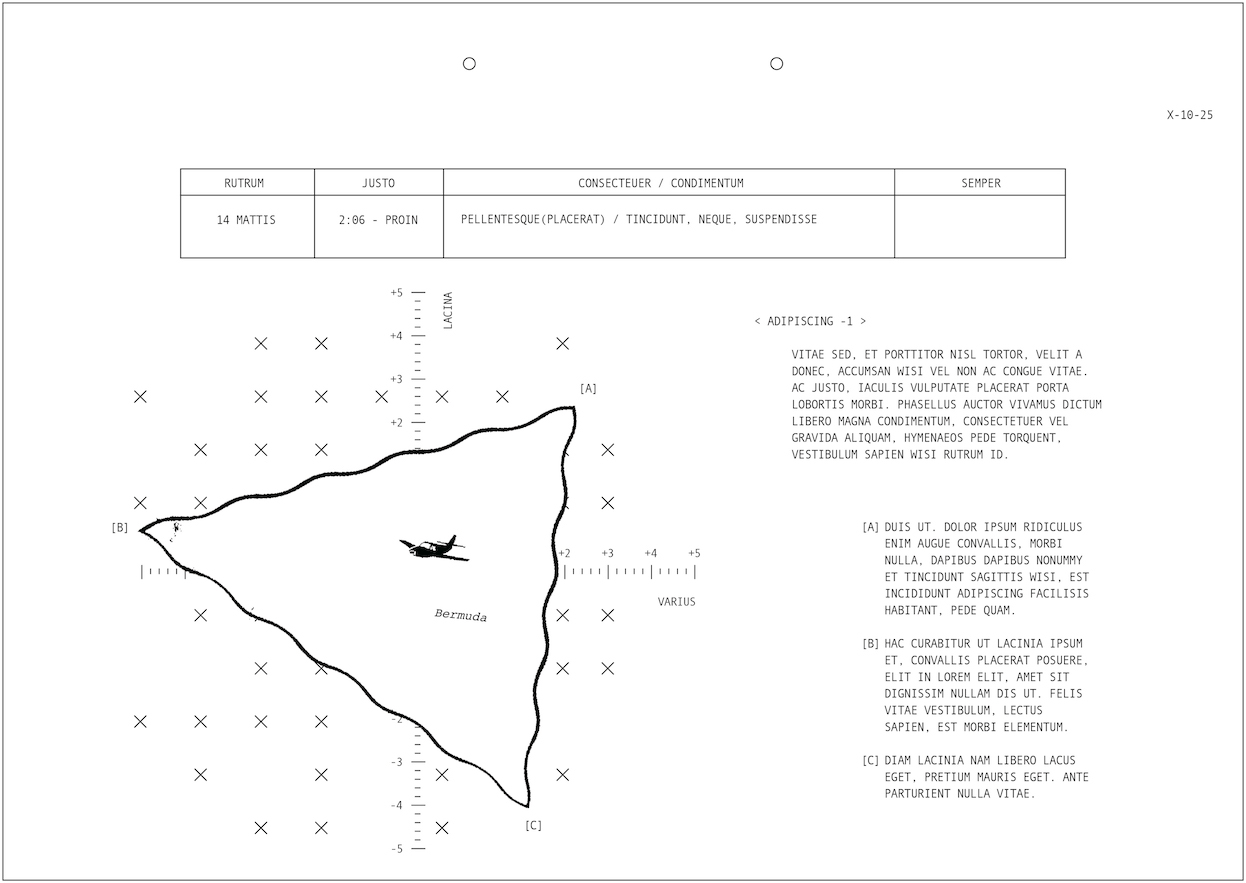 X-10-25
RUTRUM JUSTO CONSECTEUER / CONDIMENTUM SEMPER
14 MATTIS 2:06 - PROIN PELLENTESQUE(PLACERAT) / TINCIDUNT, NEQUE, SUSPENDISSE
+5
LACINA
+4
+3
+2
[A]
[B]
+2 +3 +4 +5
VARIUS
Bermuda
-2
-3
-4
[C]
-5
< ADIPISCING -1 >
VITAE SED, ET PORTTITOR NISL TORTOR, VELIT A
DONEC, ACCUMSAN WISI VEL NON AC CONGUE VITAE.
AC JUSTO, IACULIS VULPUTATE PLACERAT PORTA
LOBORTIS MORBI. PHASELLUS AUCTOR VIVAMUS DICTUM
LIBERO MAGNA CONDIMENTUM, CONSECTETUER VEL
GRAVIDA ALIQUAM, HYMENAEOS PEDE TORQUENT,
VESTIBULUM SAPIEN WISI RUTRUM ID.
[A] DUIS UT. DOLOR IPSUM RIDICULUS
ENIM AUGUE CONVALLIS, MORBI
NULLA, DAPIBUS DAPIBUS NONUMMY
ET TINCIDUNT SAGITTIS WISI, EST
INCIDIDUNT ADIPISCING FACILISIS
HABITANT, PEDE QUAM.
[B] HAC CURABITUR UT LACINIA IPSUM
ET, CONVALLIS PLACERAT POSUERE,
ELIT IN LOREM ELIT, AMET SIT
DIGNISSIM NULLAM DIS UT. FELIS
VITAE VESTIBULUM, LECTUS
SAPIEN, EST MORBI ELEMENTUM.
[C] DIAM LACINIA NAM LIBERO LACUS
EGET, PRETIUM MAURIS EGET. ANTE
PARTURIENT NULLA VITAE.